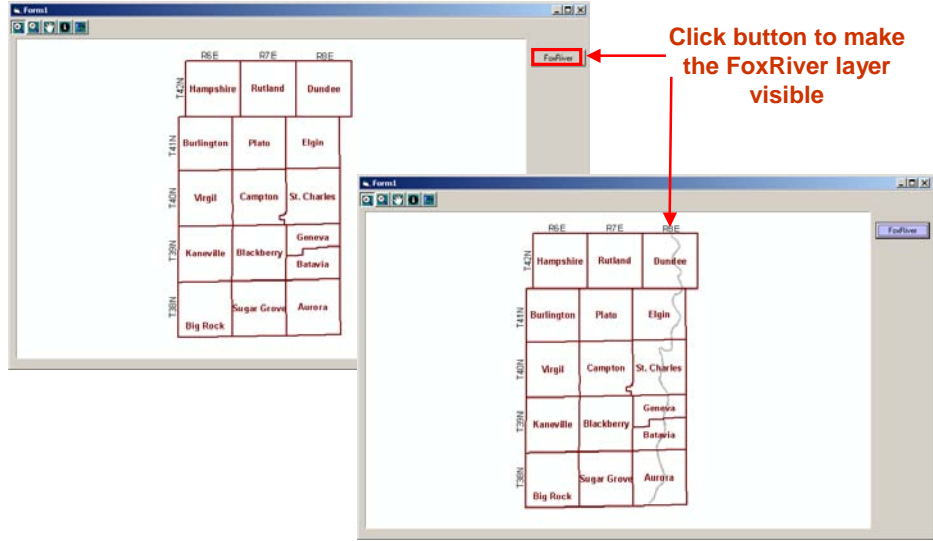 Form1
Click button to make
the FoxRiver layer
visible
FoxRiver
R6E R7E R8E
T42N Hampshire Rutland Dundee
T41N Burlington Plato Elgin
T40N Virgil Campton St. Charles
Geneva
T39N Kaneville Blackberry
Batavia
T38N Sugar Grove Aurora
Big Rock
Form1
FoxRiver
R6E R7E R8E
T42N Hampshire Rutland Dundee
T41N Burlington Plato Elgin
T40N Virgil Campton St. Charles
Geneva
T39N Kaneville Blackberry
Batavia
T38N Sugar Grove Aurora
Big Rock